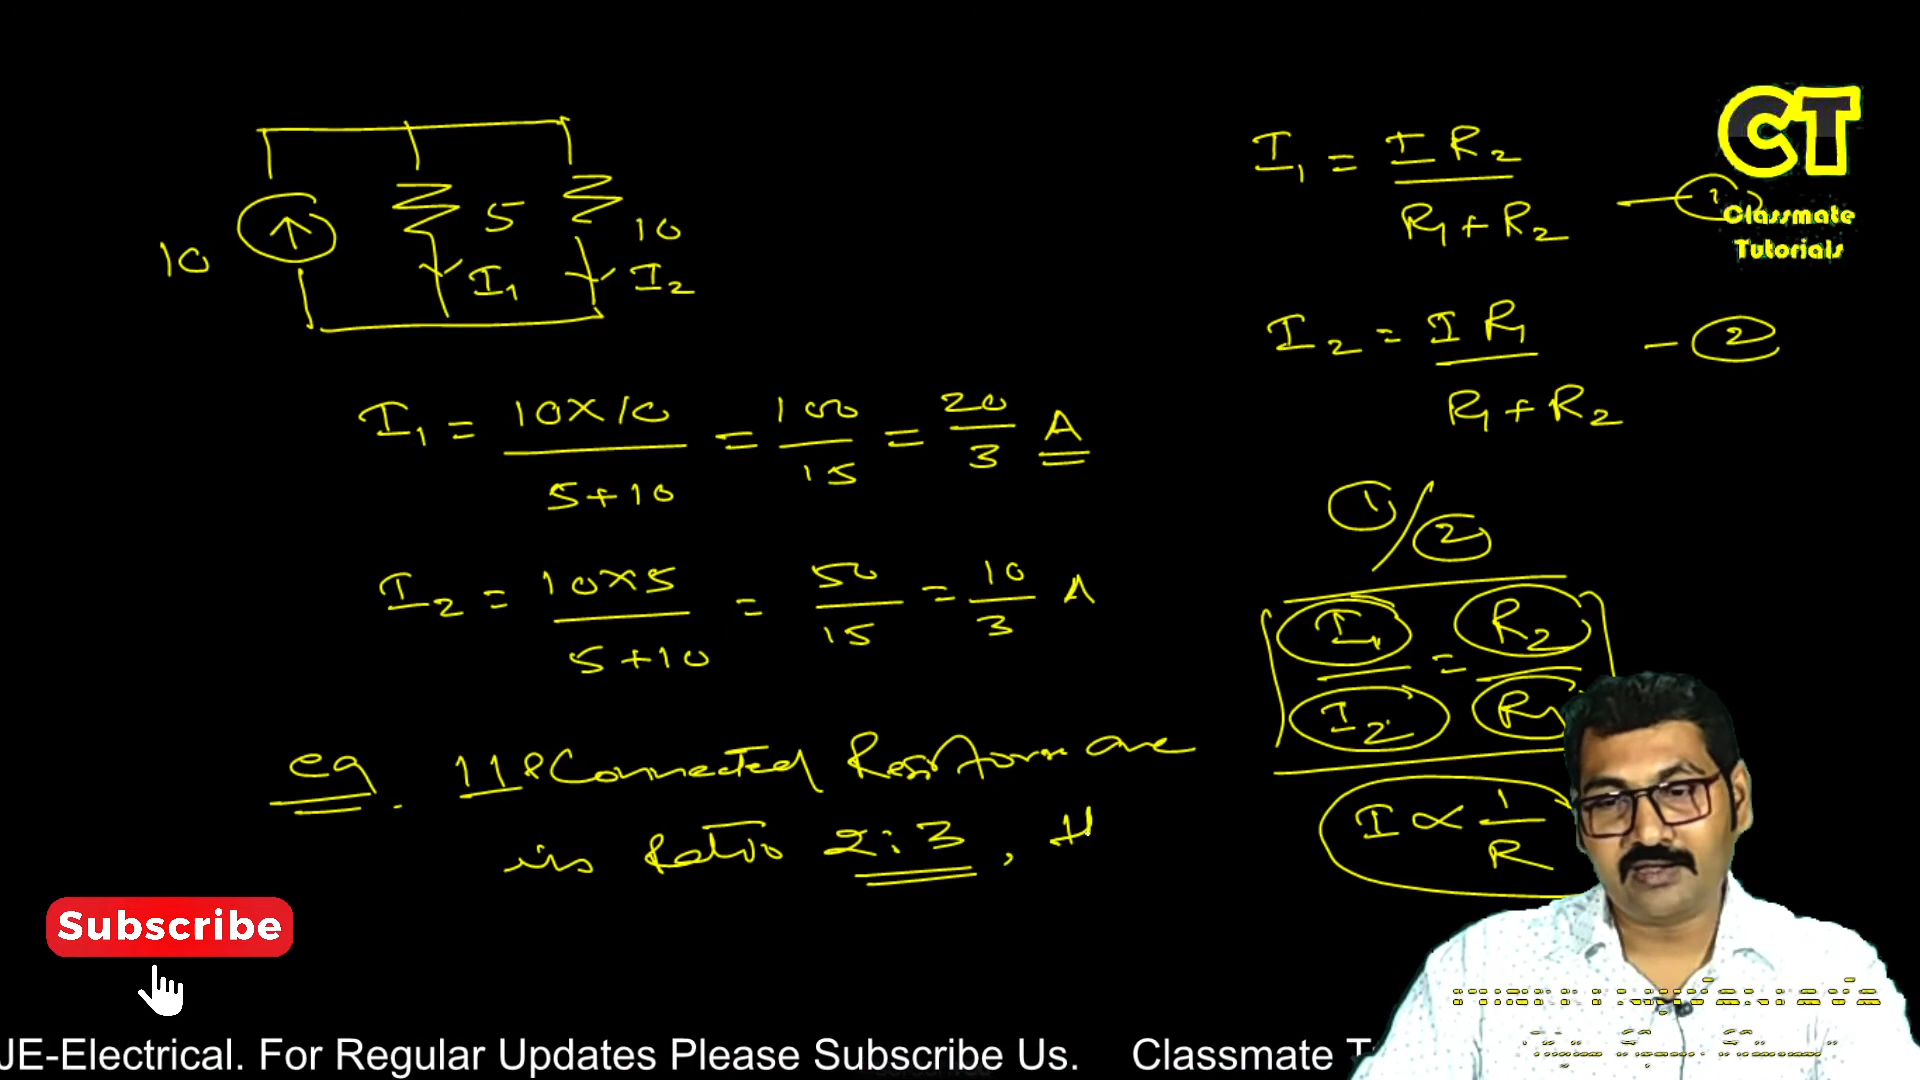 10
5
10
I₁
I₂
I₁ = 10×10 / 5+10 = 100 / 15 = 20 / 3 A
I₂ = 10×5 / 5+10 = 50 / 15 = 10 / 3 A
eg. 11 Connected Resistors are
in Ratio 2:3,
I₁ = I R₂ / R₁+R₂ —
I₂ = I R₁ / R₁+R₂ — ②
①/②
I₁ / I₂ = R₂ / R₁
I ∝ 1 / R
CT
Classmate
Tutorials
Subscribe
JE-Electrical. For Regular Updates Please Subscribe Us. Classmate